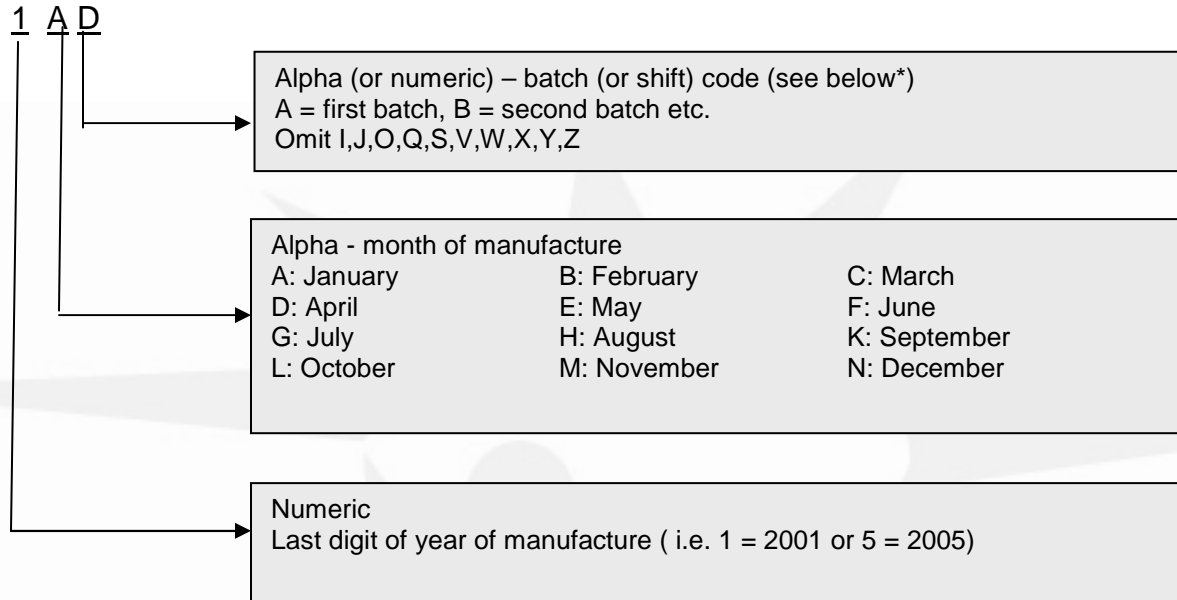 1 A D
Alpha (or numeric) – batch (or shift) code (see below*)
A = first batch, B = second batch etc.
Omit I,J,O,Q,S,V,W,X,Y,Z
Alpha - month of manufacture
A: January B: February C: March
D: April E: May F: June
G: July H: August K: September
L: October M: November N: December
Numeric
Last digit of year of manufacture ( i.e. 1 = 2001 or 5 = 2005)